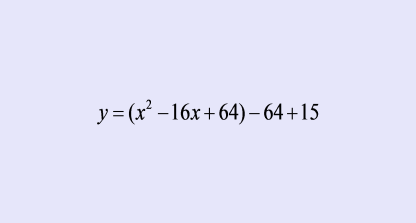 y = (x² − 16x + 64) − 64 + 15